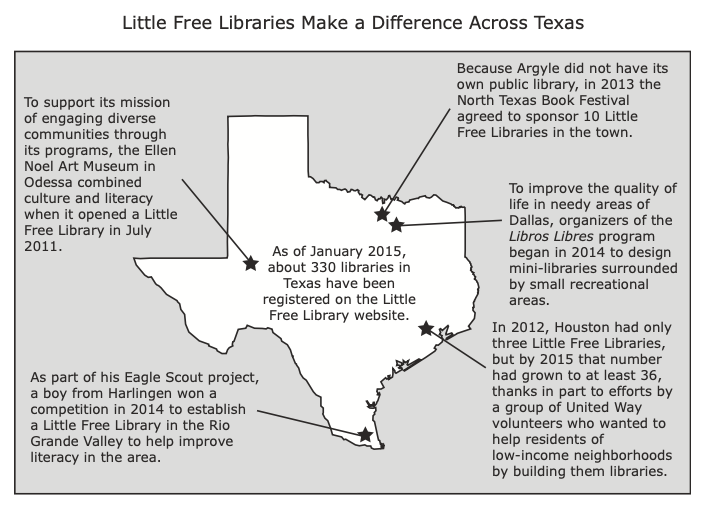 Little Free Libraries Make a Difference Across Texas
To support its mission
of engaging diverse
communities through
its programs, the Ellen
Noel Art Museum in
Odessa combined
culture and literacy
when it opened a Little
Free Library in July
2011.
Because Argyle did not have its
own public library, in 2013 the
North Texas Book Festival
agreed to sponsor 10 Little
Free Libraries in the town.
To improve the quality of
life in needy areas of
Dallas, organizers of the
Libros Libres program
began in 2014 to design
mini-libraries surrounded
by small recreational
areas.
As of January 2015,
about 330 libraries in
Texas have been
registered on the Little
Free Library website.
In 2012, Houston had only
three Little Free Libraries,
but by 2015 that number
had grown to at least 36,
thanks in part to efforts by
a group of United Way
volunteers who wanted to
help residents of
low-income neighborhoods
by building them libraries.
As part of his Eagle Scout project,
a boy from Harlingen won a
competition in 2014 to establish
a Little Free Library in the Rio
Grande Valley to help improve
literacy in the area.